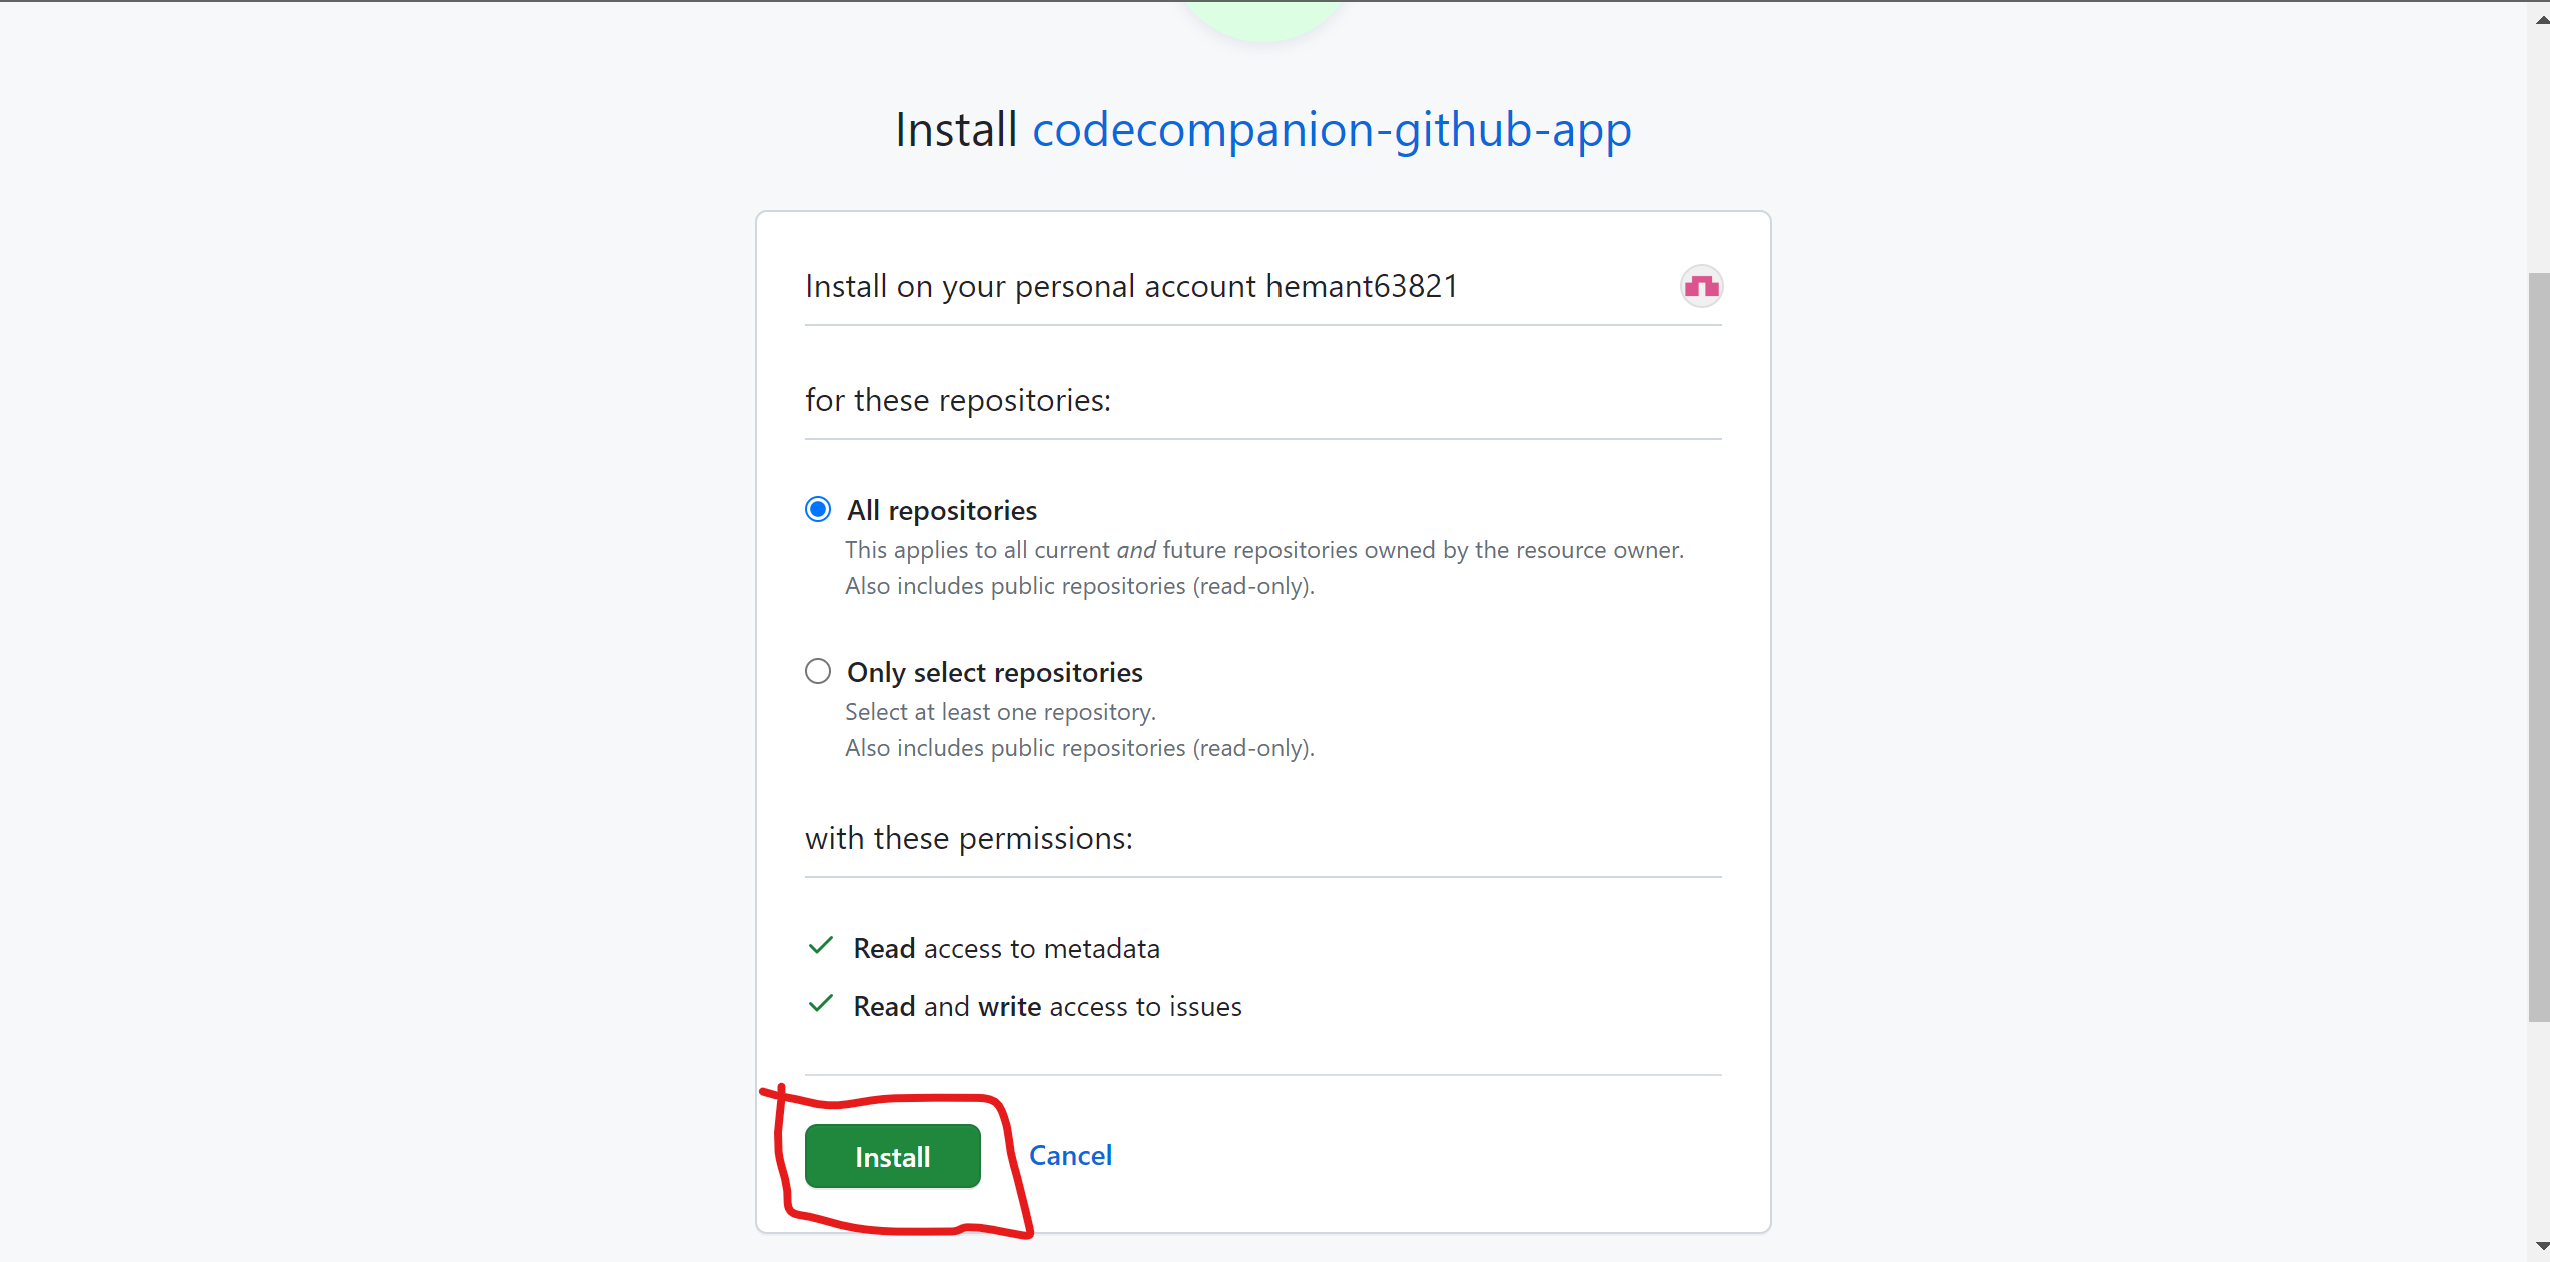 Install codecompanion-github-app
Install on your personal account hemant63821
for these repositories:
All repositories
This applies to all current and future repositories owned by the resource owner.
Also includes public repositories (read-only).
Only select repositories
Select at least one repository.
Also includes public repositories (read-only).
with these permissions:
Read access to metadata
Read and write access to issues
Install Cancel